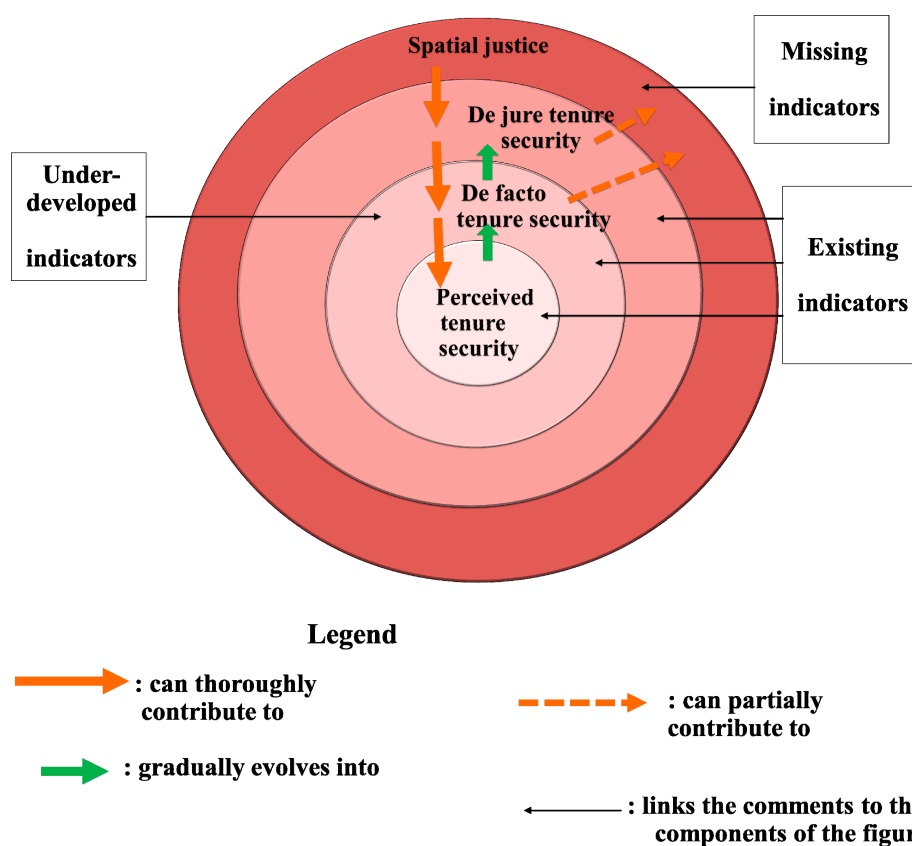 Spatial justice
Missing
indicators
De jure tenure
security
Under-
developed
indicators
De facto
tenure security
Existing
indicators
Perceived
tenure
security
Legend
: can thoroughly
contribute to
: can partially
contribute to
: gradually evolves into
: links the comments to th
components of the figur